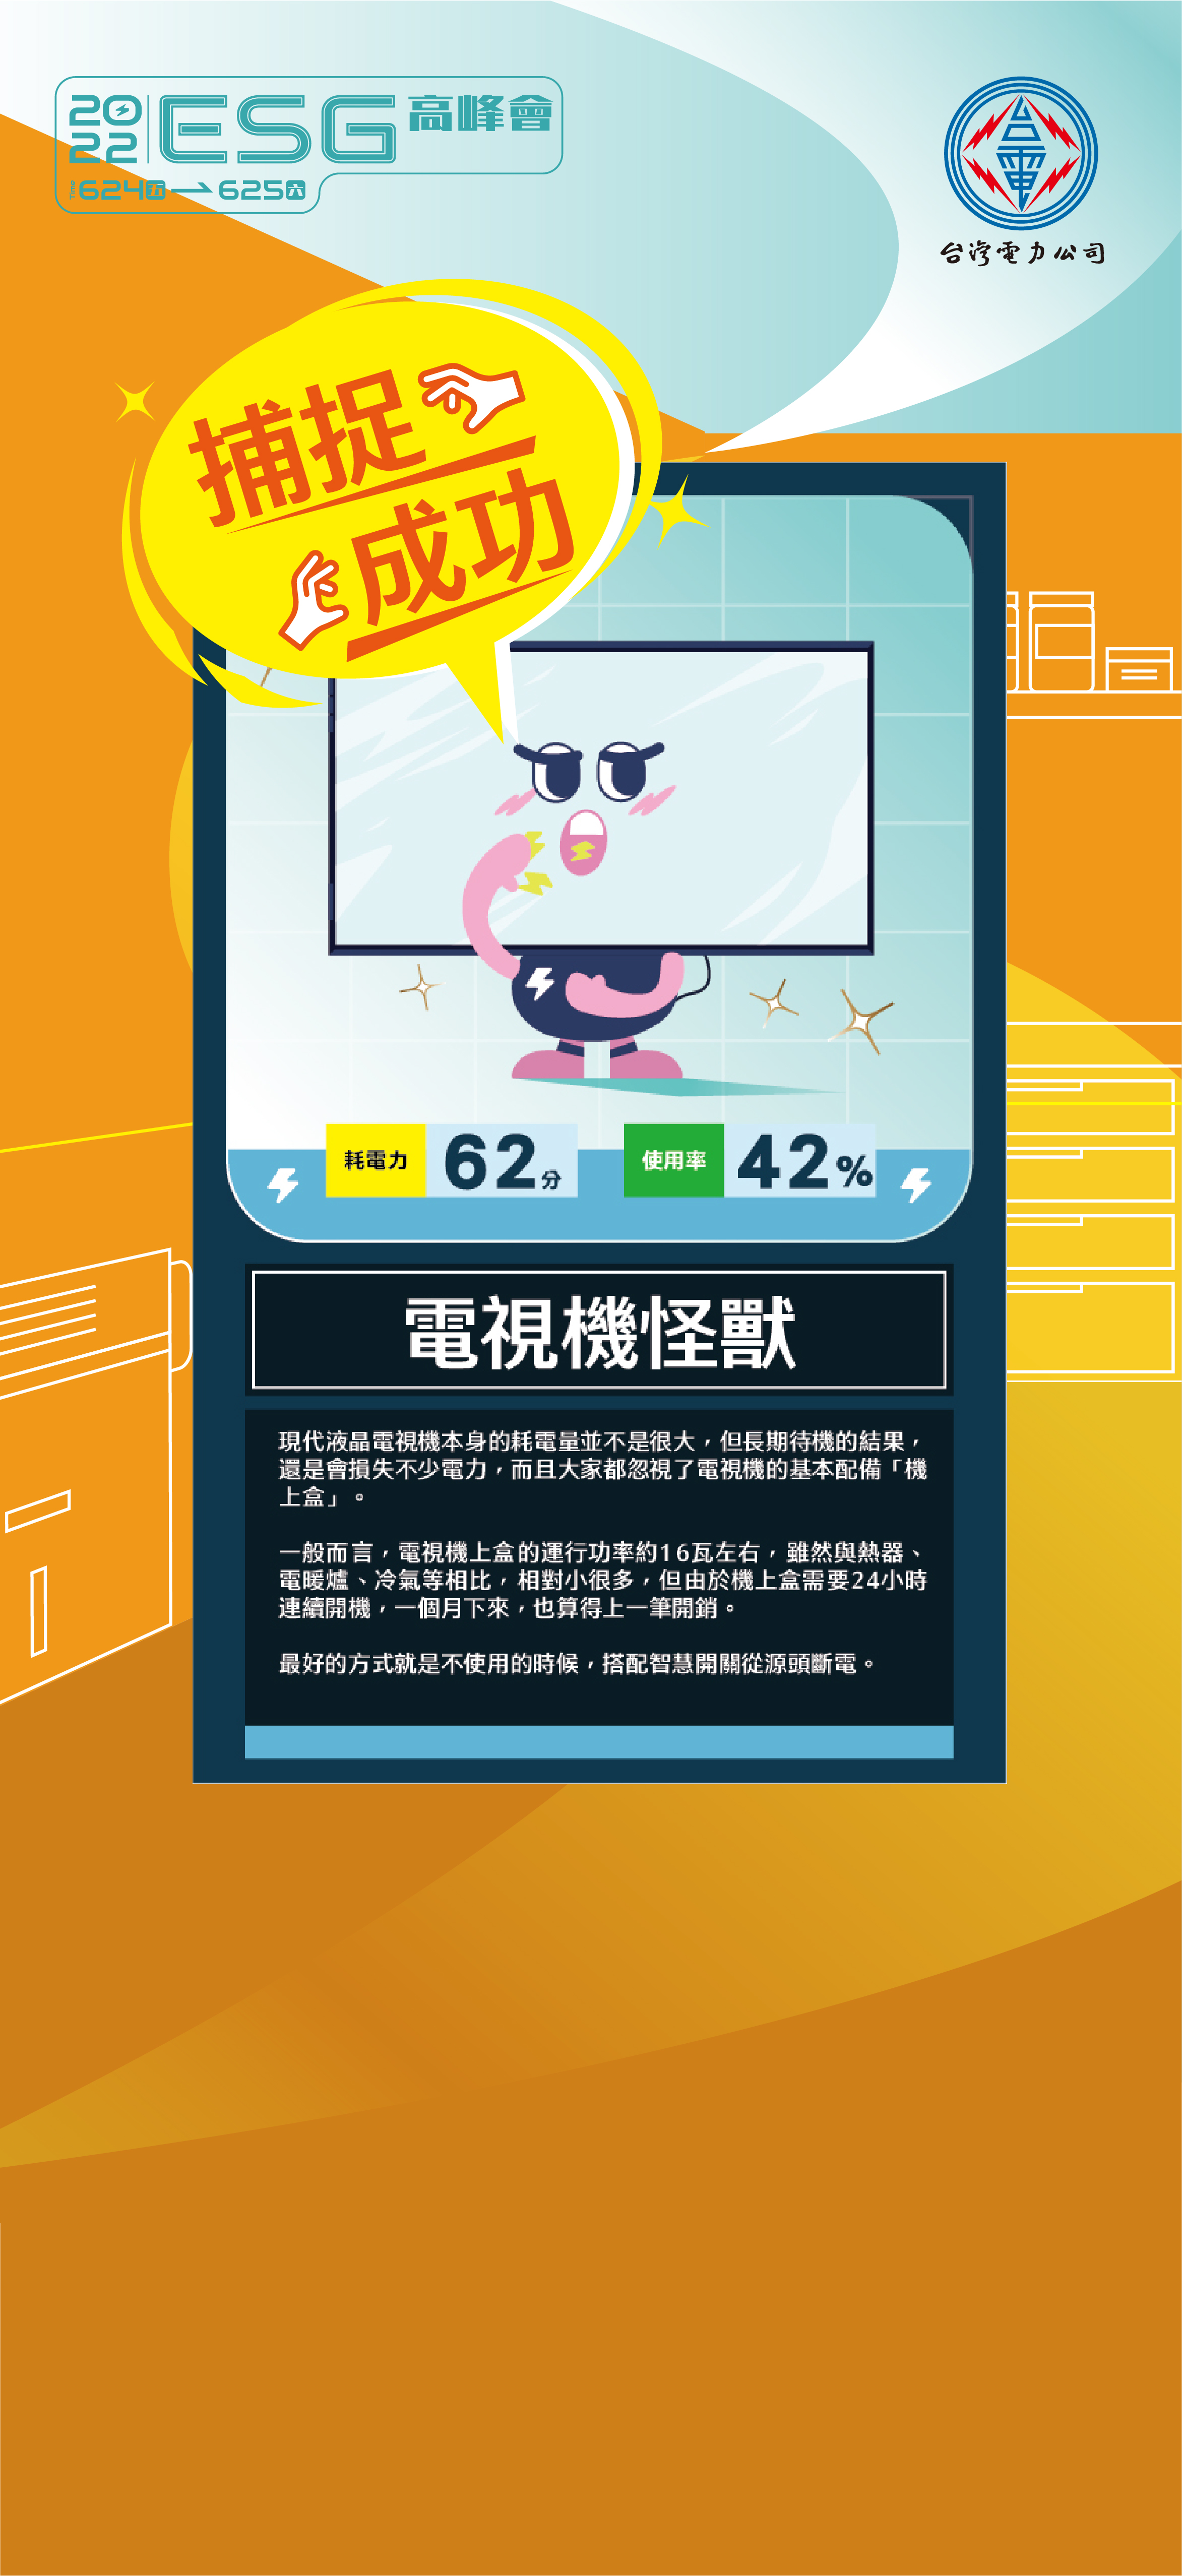 2022 ESG 高峰會
624五 625六
台電
台灣電力公司
捕捉
成功
耗電力 62分 使用率 42%
電視機怪獸
現代液晶電視機本身的耗電量並不是很大，但長期待機的結果，
還是會損失不少電力，而且大家都忽視了電視機的基本配備「機
上盒」。
一般而言，電視機上盒的運行功率約16瓦左右，雖然與熱器、
電暖爐、冷氣等相比，相對小很多，但由於機上盒需要24小時
連續開機，一個月下來，也算得上一筆開銷。
最好的方式就是不使用的時候，搭配智慧開關從源頭斷電。